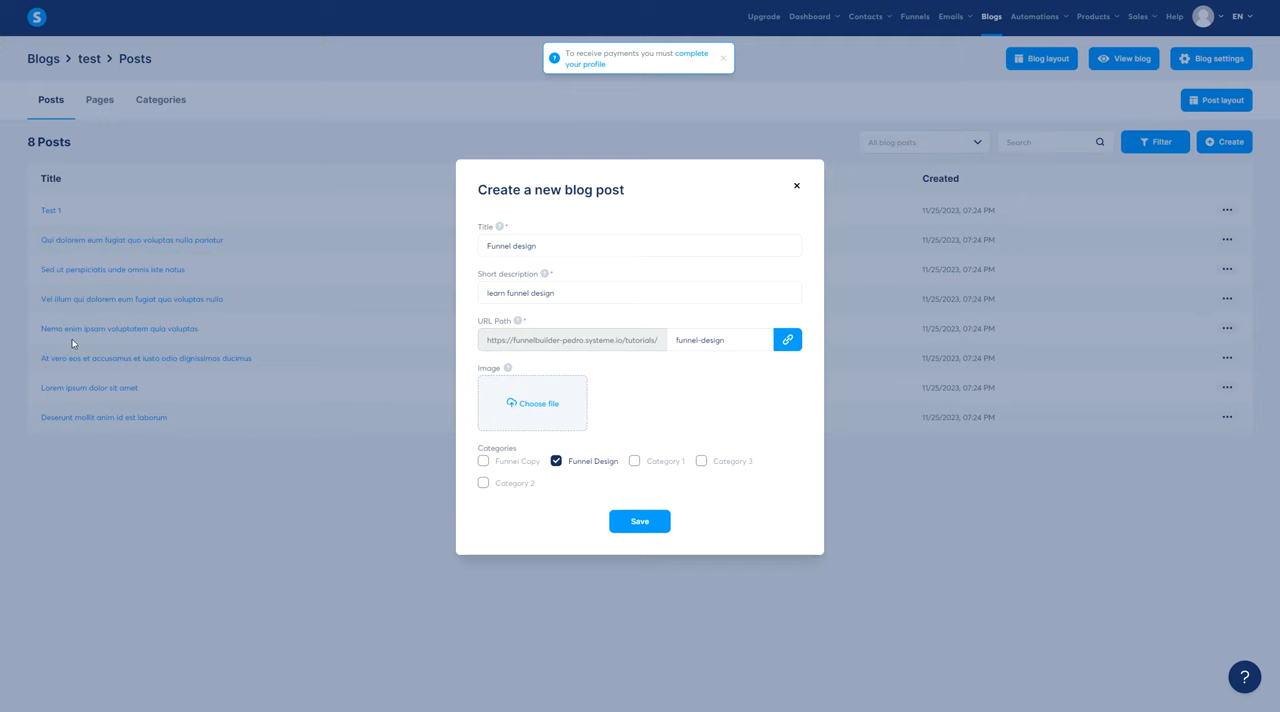 S
Upgrade Dashboard Contacts Funnels Emails Blogs Automations Products Sales Help EN
To receive payments you must complete
your profile
Blogs > test > Posts
Blog layout View blog Blog settings
Posts Pages Categories
Post layout
8 Posts
All blog posts Search Filter Create
Title Created
Test 1 11/25/2023, 07:24 PM
Qui dolorem eum fugiat quo voluptas nulla pariatur 11/25/2023, 07:24 PM
Sed ut perspiciatis unde omnis iste natus 11/25/2023, 07:24 PM
Vel illum qui dolorem eum fugiat quo voluptas nulla 11/25/2023, 07:24 PM
Nemo enim ipsam voluptatem quia voluptas 11/25/2023, 07:24 PM
At vero eos et accusamus et iusto odio dignissimos ducimus 11/25/2023, 07:24 PM
Lorem ipsum dolor sit amet 11/25/2023, 07:24 PM
Deserunt mollit anim id est laborum 11/25/2023, 07:24 PM
Create a new blog post
Title ? *
Funnel design
Short description ? *
learn funnel design
URL Path ? *
https://funnelbuilder-pedro.systeme.io/tutorials/ funnel-design
Image ?
Choose file
Categories
Funnel Copy Funnel Design Category 1 Category 3
Category 2
Save
?